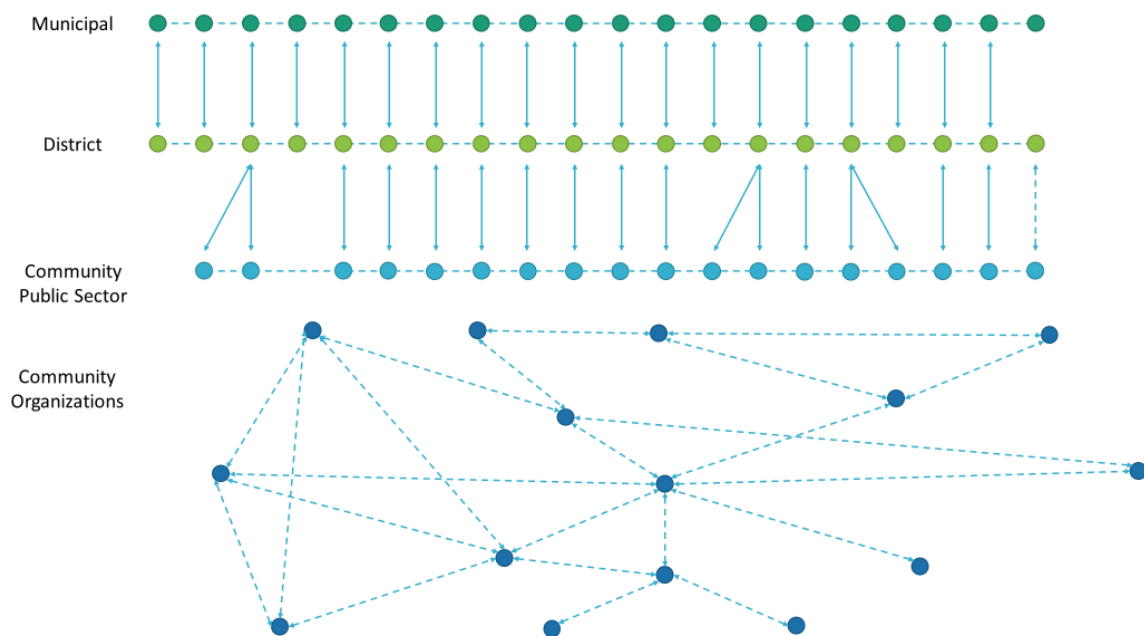 Municipal
District
Community
Public Sector
Community
Organizations